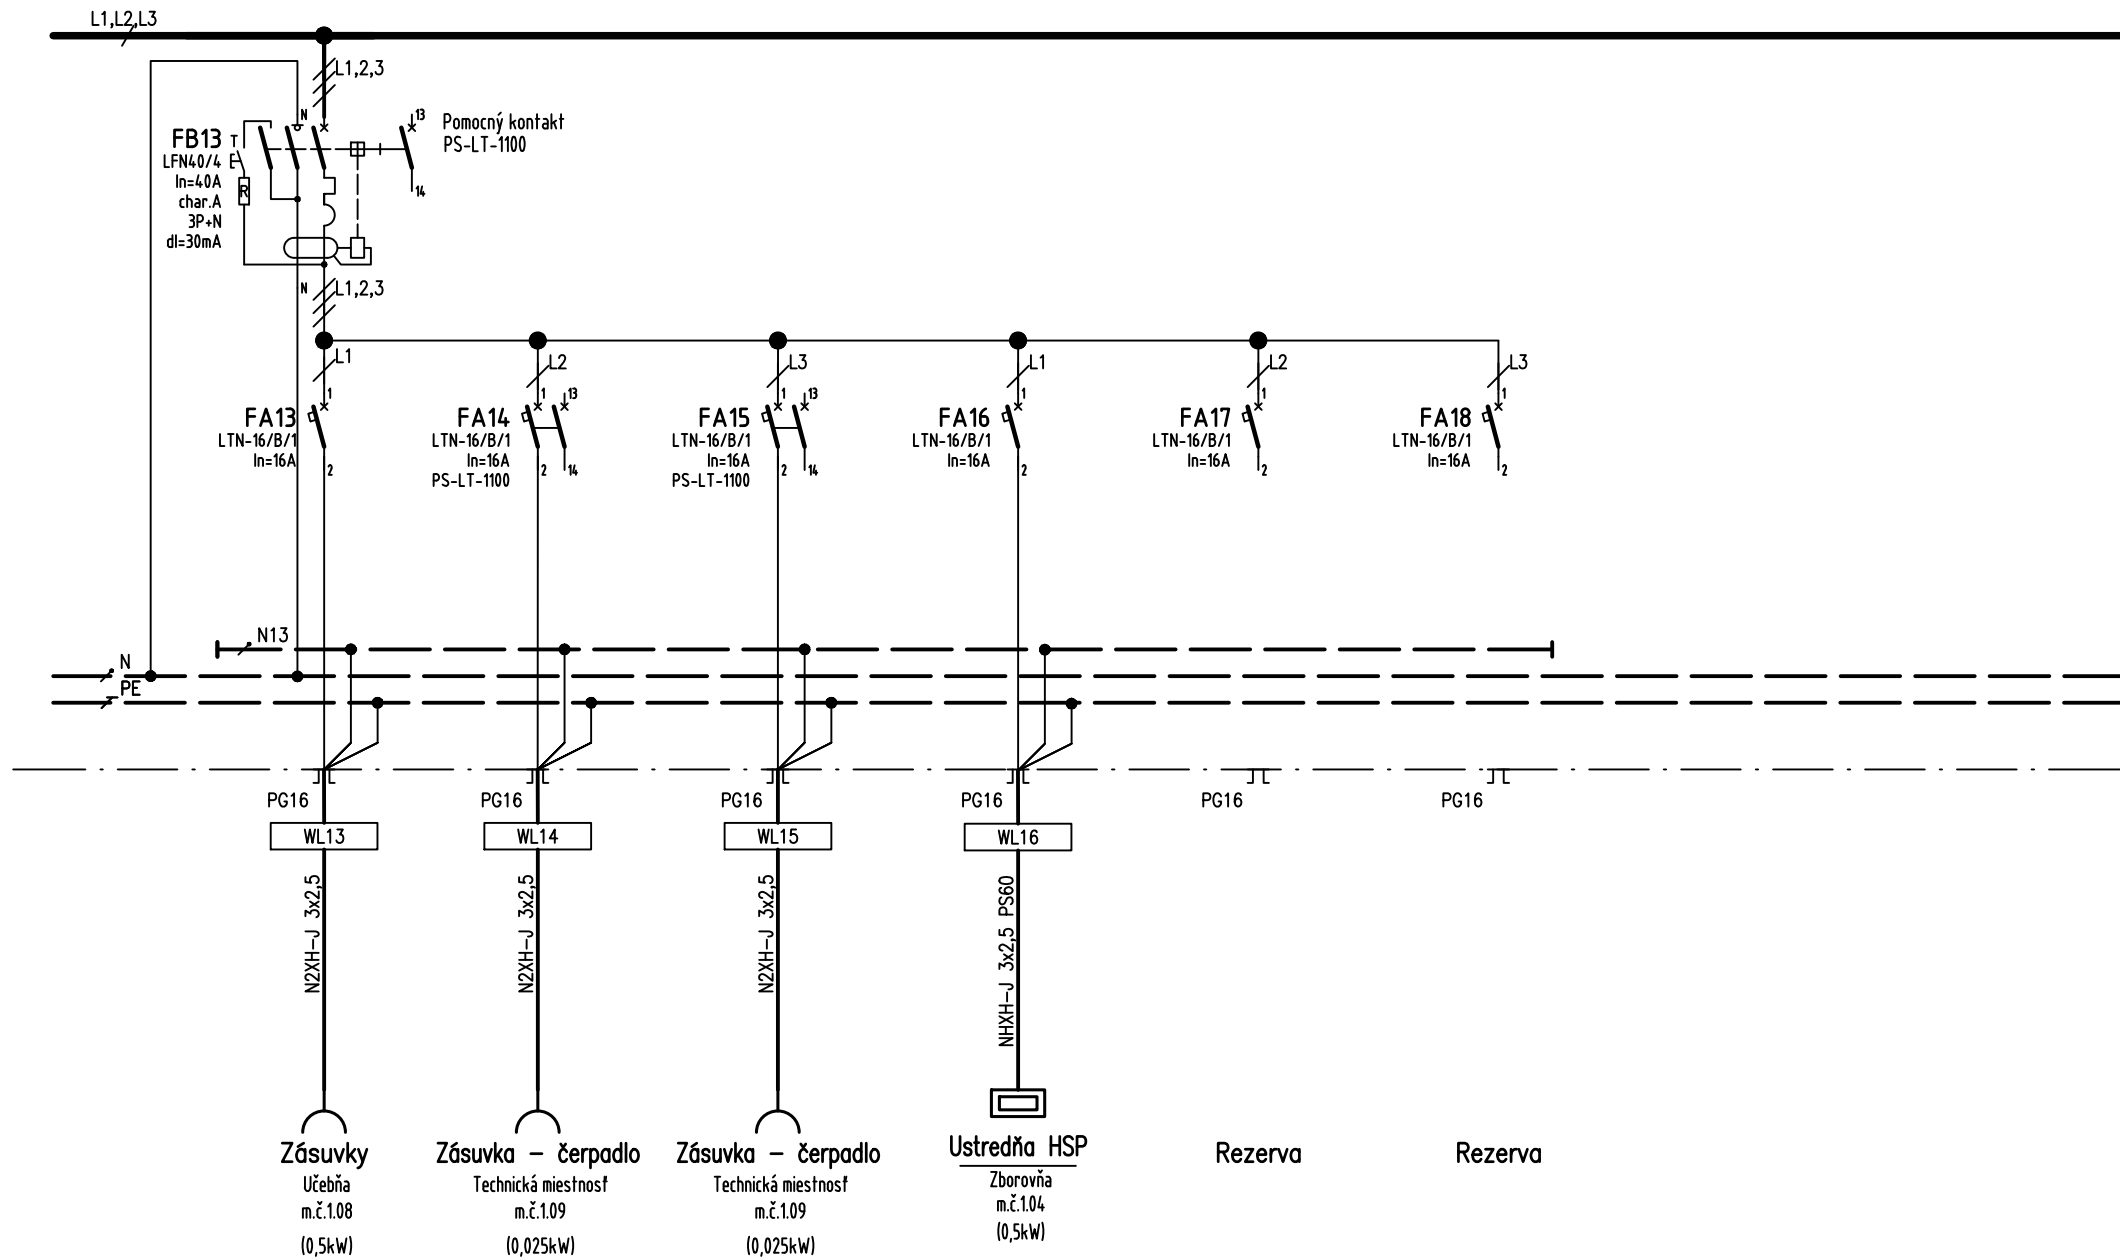 L1,L2,L3
L1,2,3
N
13
Pomocný kontakt
PS-LT-1100
FB13
T
E
LFN40/4
In=40A
char.A
3P+N
dI=30mA
R
14
N
L1,2,3
L1
L2
L3
L1
L2
L3
1
FA13
LTN-16/B/1
In=16A
2
1
13
FA14
LTN-16/B/1
In=16A
PS-LT-1100
2
14
1
13
FA15
LTN-16/B/1
In=16A
PS-LT-1100
2
14
1
FA16
LTN-16/B/1
In=16A
2
1
FA17
LTN-16/B/1
In=16A
2
1
FA18
LTN-16/B/1
In=16A
2
N13
N
PE
PG16
PG16
PG16
PG16
PG16
PG16
WL13
WL14
WL15
WL16
N2XH-J 3x2,5
N2XH-J 3x2,5
N2XH-J 3x2,5
NHXH-J 3x2,5 PS60
Zásuvky
Učebňa
m.č.1.08
(0,5kW)
Zásuvka - čerpadlo
Technická miestnosť
m.č.1.09
(0,025kW)
Zásuvka - čerpadlo
Technická miestnosť
m.č.1.09
(0,025kW)
Ustredňa HSP
Zborovňa
m.č.1.04
(0,5kW)
Rezerva
Rezerva